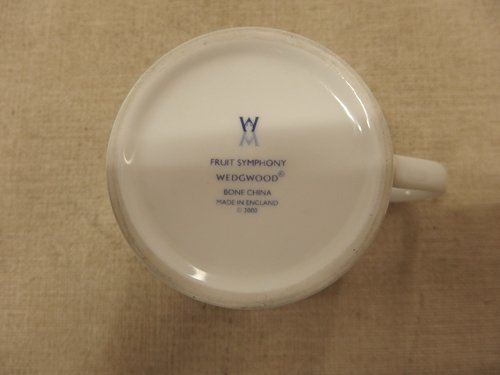 W
FRUIT SYMPHONY
WEDGWOOD®
BONE CHINA
MADE IN ENGLAND
© 2000